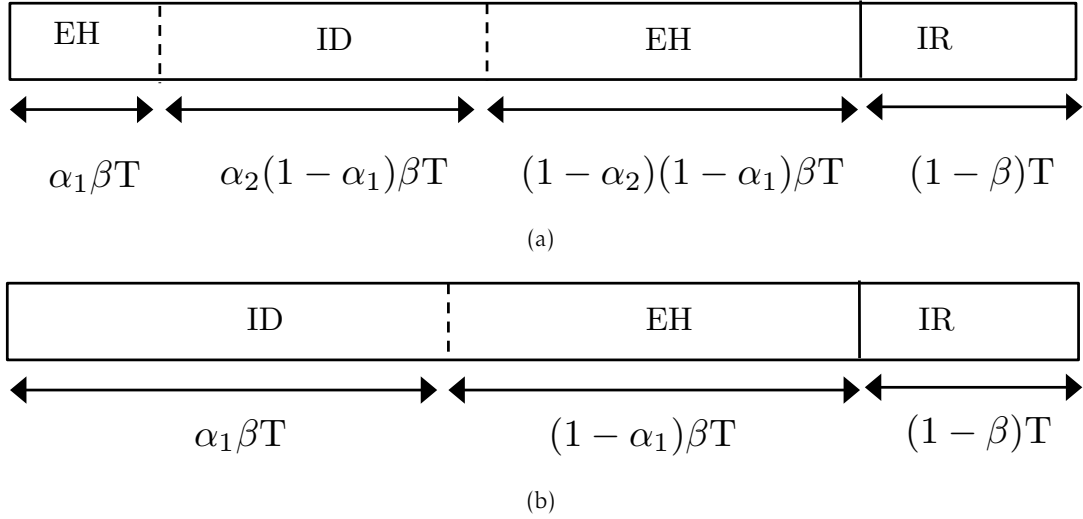 EH ID EH IR
α₁βT α₂(1 − α₁)βT (1 − α₂)(1 − α₁)βT (1 − β)T
(a)
ID EH IR
α₁βT (1 − α₁)βT (1 − β)T
(b)